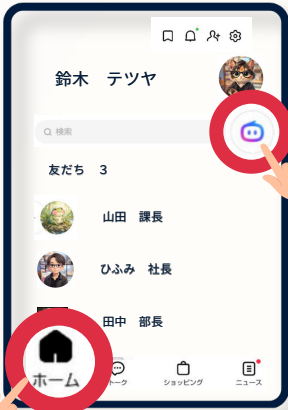 鈴木　テツヤ
検索
友だち　3
山田　課長
ひふみ　社長
田中　部長
ホーム
トーク
ショッピング
ニュース